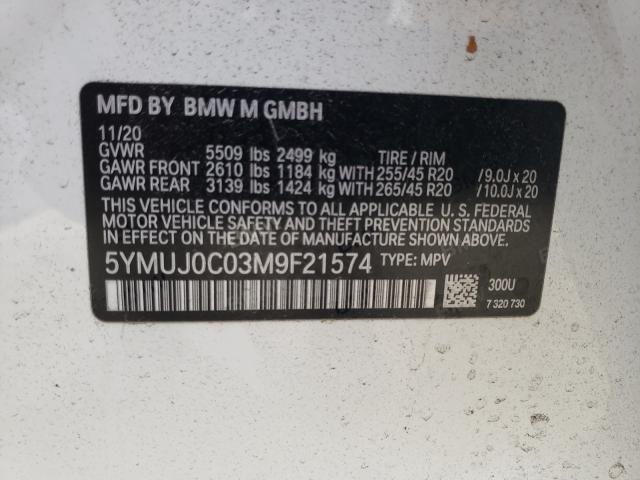 MFD BY BMW M GMBH
11/20
GVWR 5509 lbs 2499 kg TIRE / RIM
GAWR FRONT 2610 lbs 1184 kg WITH 255/45 R20 / 9.0J x 20
GAWR REAR 3139 lbs 1424 kg WITH 265/45 R20 / 10.0J x 20
THIS VEHICLE CONFORMS TO ALL APPLICABLE U. S. FEDERAL
MOTOR VEHICLE SAFETY AND THEFT PREVENTION STANDARDS
IN EFFECT ON THE DATE OF MANUFACTURE SHOWN ABOVE.
5YMUJ0C03M9F21574 TYPE: MPV
300U
7 320 730